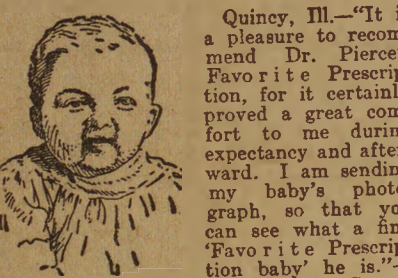 Quincy, Ill.—"It i
a pleasure to recom
mend Dr. Pierce'
Favorite Prescrip
tion, for it certainl
proved a great com
fort to me durin
expectancy and after
ward. I am sendin
my baby's photo
graph, so that yo
can see what a fin
'Favorite Prescrip
tion baby' he is."—